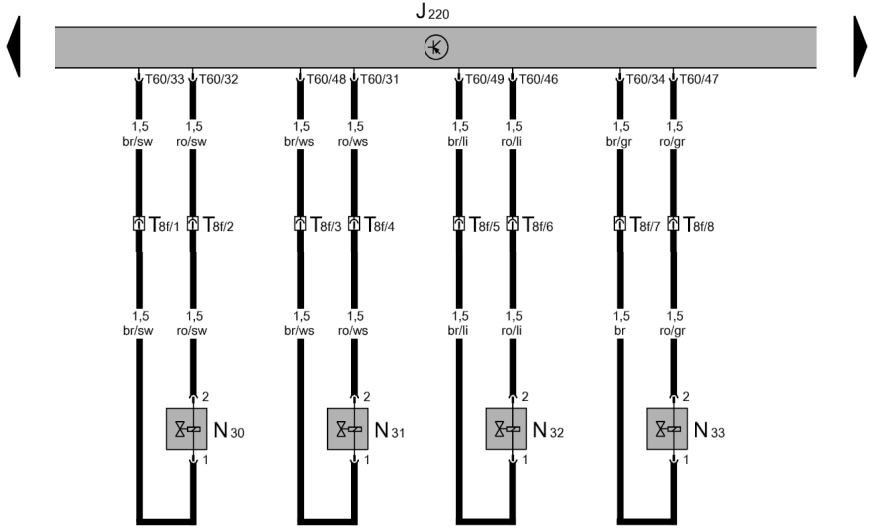 J220
T60/33 T60/32 T60/48 T60/31 T60/49 T60/46 T60/34 T60/47
1,5 1,5 1,5 1,5 1,5 1,5 1,5 1,5
br/sw ro/sw br/ws ro/ws br/li ro/li br/gr ro/gr
T8f/1 T8f/2 T8f/3 T8f/4 T8f/5 T8f/6 T8f/7 T8f/8
1,5 1,5 1,5 1,5 1,5 1,5 1,5 1,5
br/sw ro/sw br/ws ro/ws br/li ro/li br ro/gr
2 2 2 2
N30 N31 N32 N33
1 1 1 1